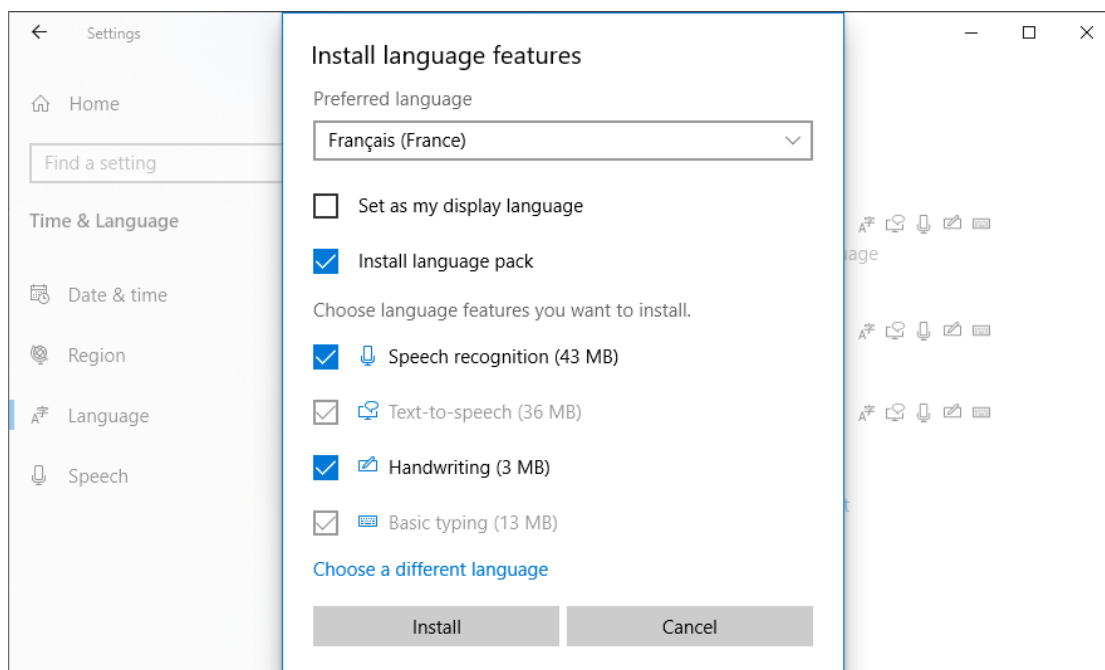 Settings
Home
Find a setting
Time & Language
Date & time
Region
Language
Speech
Install language features
Preferred language
Français (France)
Set as my display language
Install language pack
Choose language features you want to install.
Speech recognition (43 MB)
Text-to-speech (36 MB)
Handwriting (3 MB)
Basic typing (13 MB)
Choose a different language
Install
Cancel